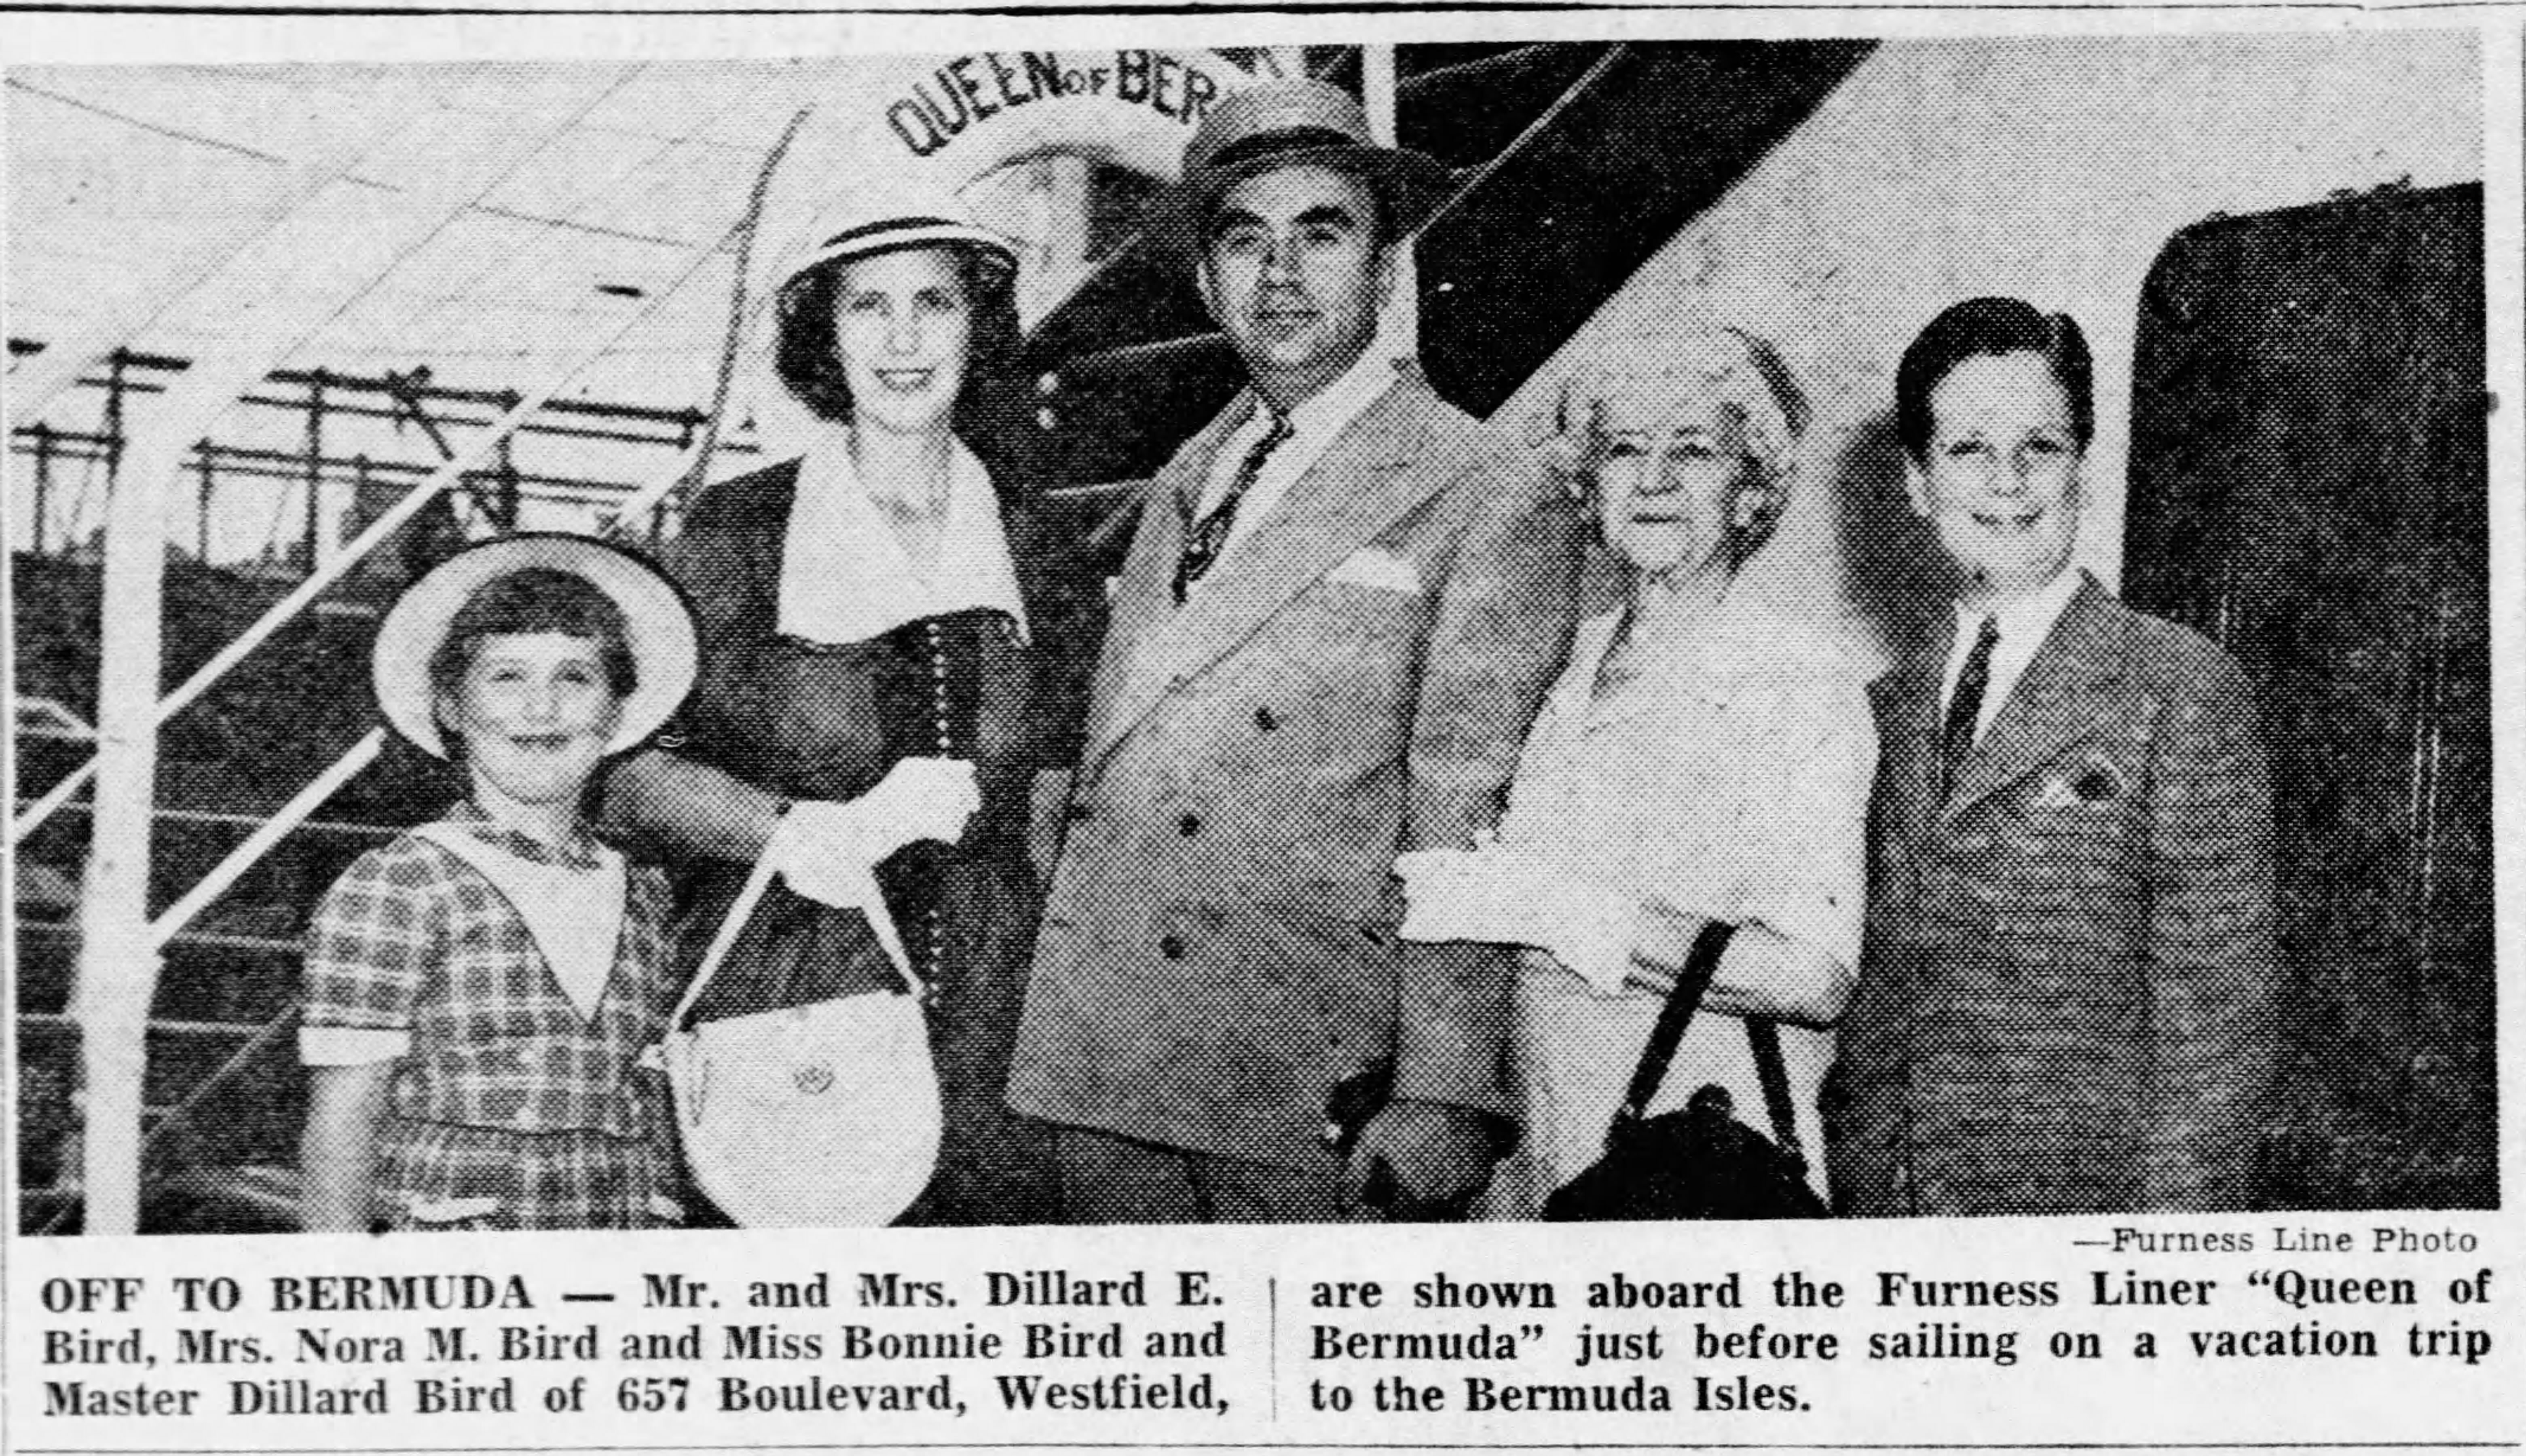 QUEEN OF BER
—Furness Line Photo
OFF TO BERMUDA — Mr. and Mrs. Dillard E.
Bird, Mrs. Nora M. Bird and Miss Bonnie Bird and
Master Dillard Bird of 657 Boulevard, Westfield,
are shown aboard the Furness Liner “Queen of
Bermuda” just before sailing on a vacation trip
to the Bermuda Isles.